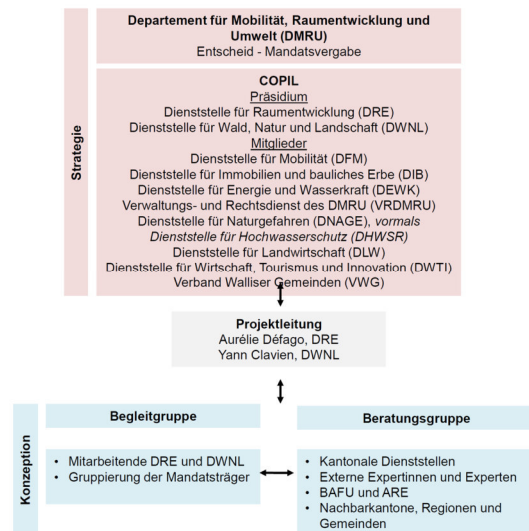 Strategie
Departement für Mobilität, Raumentwicklung und
Umwelt (DMRU)
Entscheid - Mandatsvergabe
COPIL
Präsidium
Dienststelle für Raumentwicklung (DRE)
Dienststelle für Wald, Natur und Landschaft (DWNL)
Mitglieder
Dienststelle für Mobilität (DFM)
Dienststelle für Immobilien und bauliches Erbe (DIB)
Dienststelle für Energie und Wasserkraft (DEWK)
Verwaltungs- und Rechtsdienst des DMRU (VRDMRU)
Dienststelle für Naturgefahren (DNAGE), vormals
Dienststelle für Hochwasserschutz (DHWSR)
Dienststelle für Landwirtschaft (DLW)
Dienststelle für Wirtschaft, Tourismus und Innovation (DWTI)
Verband Walliser Gemeinden (VWG)
Projektleitung
Aurélie Défago, DRE
Yann Clavien, DWNL
Konzeption
Begleitgruppe
• Mitarbeitende DRE und DWNL
• Gruppierung der Mandatsträger
Beratungsgruppe
• Kantonale Dienststellen
• Externe Expertinnen und Experten
• BAFU und ARE
• Nachbarkantone, Regionen und
Gemeinden